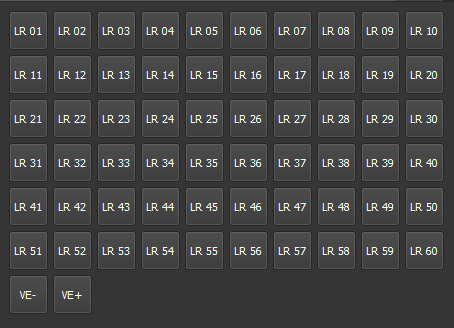 LR 01 LR 02 LR 03 LR 04 LR 05 LR 06 LR 07 LR 08 LR 09 LR 10
LR 11 LR 12 LR 13 LR 14 LR 15 LR 16 LR 17 LR 18 LR 19 LR 20
LR 21 LR 22 LR 23 LR 24 LR 25 LR 26 LR 27 LR 28 LR 29 LR 30
LR 31 LR 32 LR 33 LR 34 LR 35 LR 36 LR 37 LR 38 LR 39 LR 40
LR 41 LR 42 LR 43 LR 44 LR 45 LR 46 LR 47 LR 48 LR 49 LR 50
LR 51 LR 52 LR 53 LR 54 LR 55 LR 56 LR 57 LR 58 LR 59 LR 60
VE- VE+